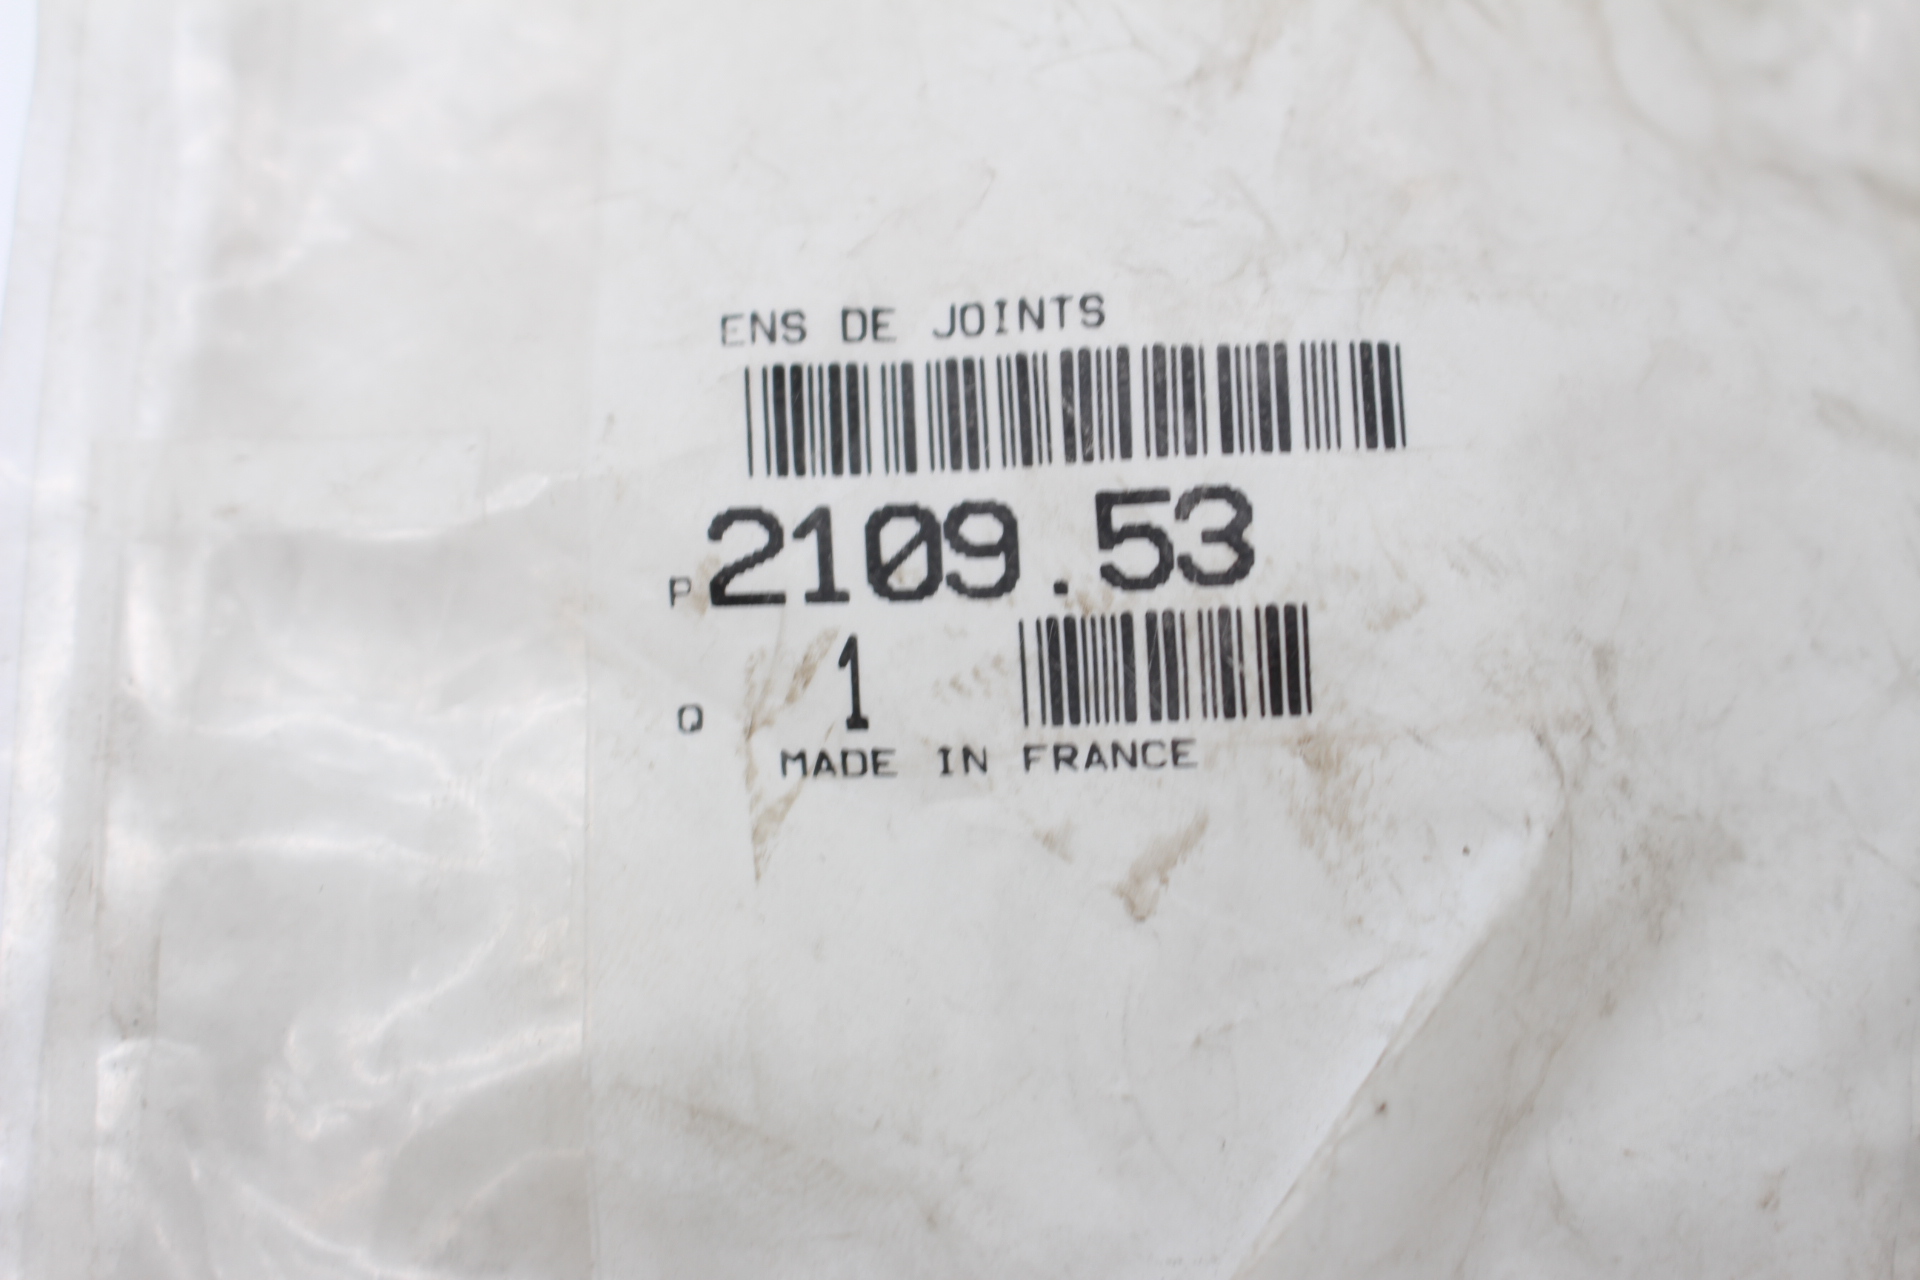 ENS DE JOINTS
P 2109.53
Q 1
MADE IN FRANCE